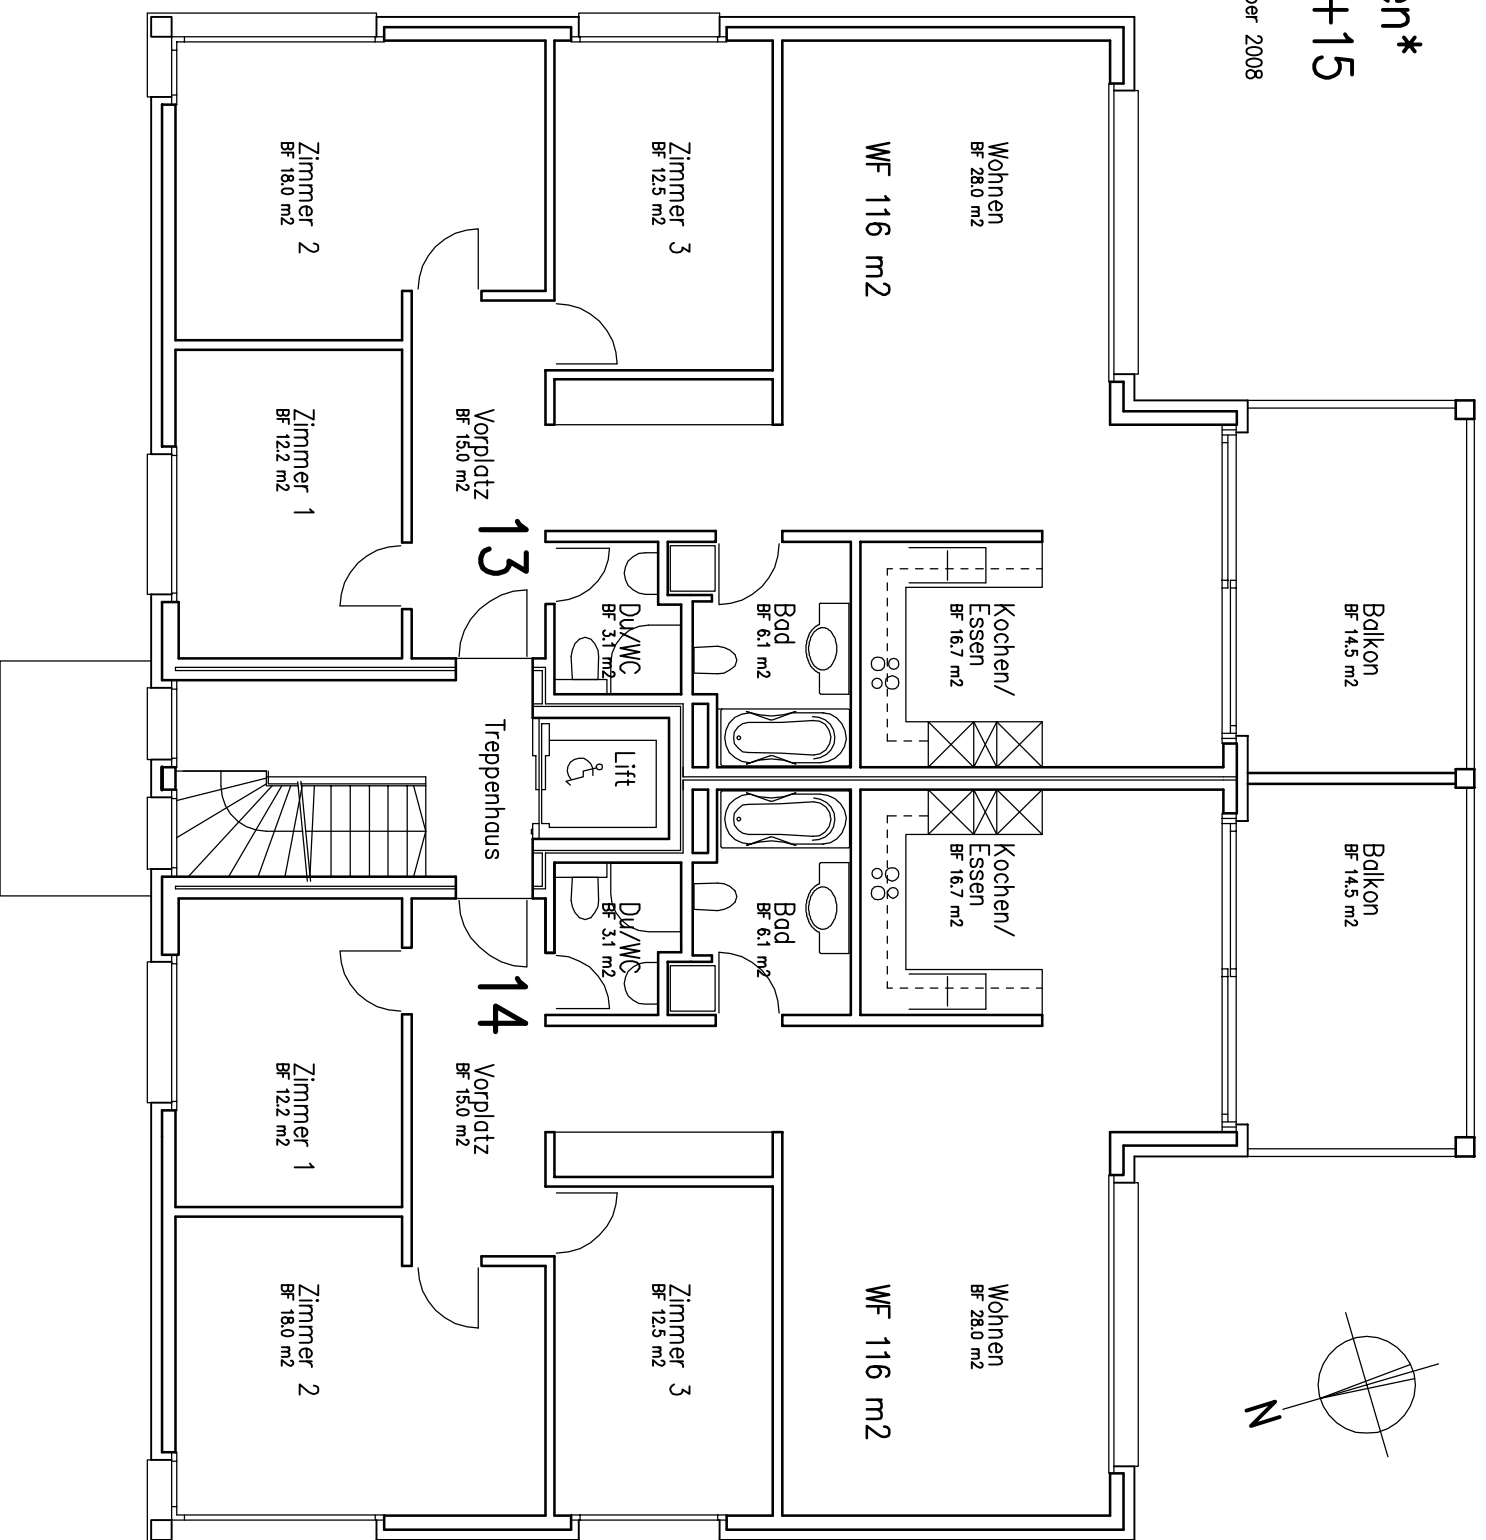 en*
+15
ber 2008
Balkon
BF 14.5 m2
Balkon
BF 14.5 m2
Wohnen
BF 28.0 m2
WF 116 m2
Kochen/
Essen
BF 16.7 m2
Kochen/
Essen
BF 16.7 m2
Wohnen
BF 28.0 m2
WF 116 m2
Zimmer 3
BF 12.5 m2
Bad
BF 6.1 m2
Bad
BF 6.1 m2
Zimmer 3
BF 12.5 m2
Du/WC
BF 3.1 m2
Lift
Du/WC
BF 3.1 m2
13
Treppenhaus
14
Vorplatz
BF 15.0 m2
Vorplatz
BF 15.0 m2
Zimmer 2
BF 18.0 m2
Zimmer 1
BF 12.2 m2
Zimmer 1
BF 12.2 m2
Zimmer 2
BF 18.0 m2
N